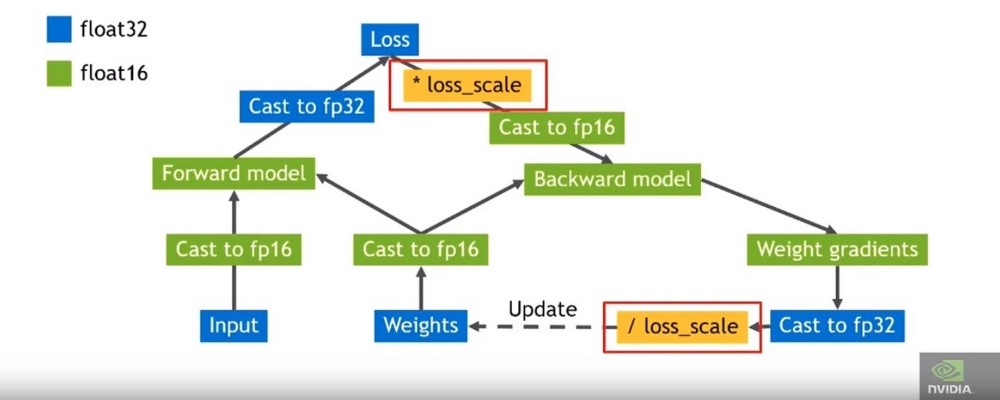 float32
float16
Loss
* loss_scale
Cast to fp32
Cast to fp16
Forward model
Backward model
Cast to fp16
Cast to fp16
Weight gradients
Input
Weights
Update
/ loss_scale
Cast to fp32
NVIDIA.